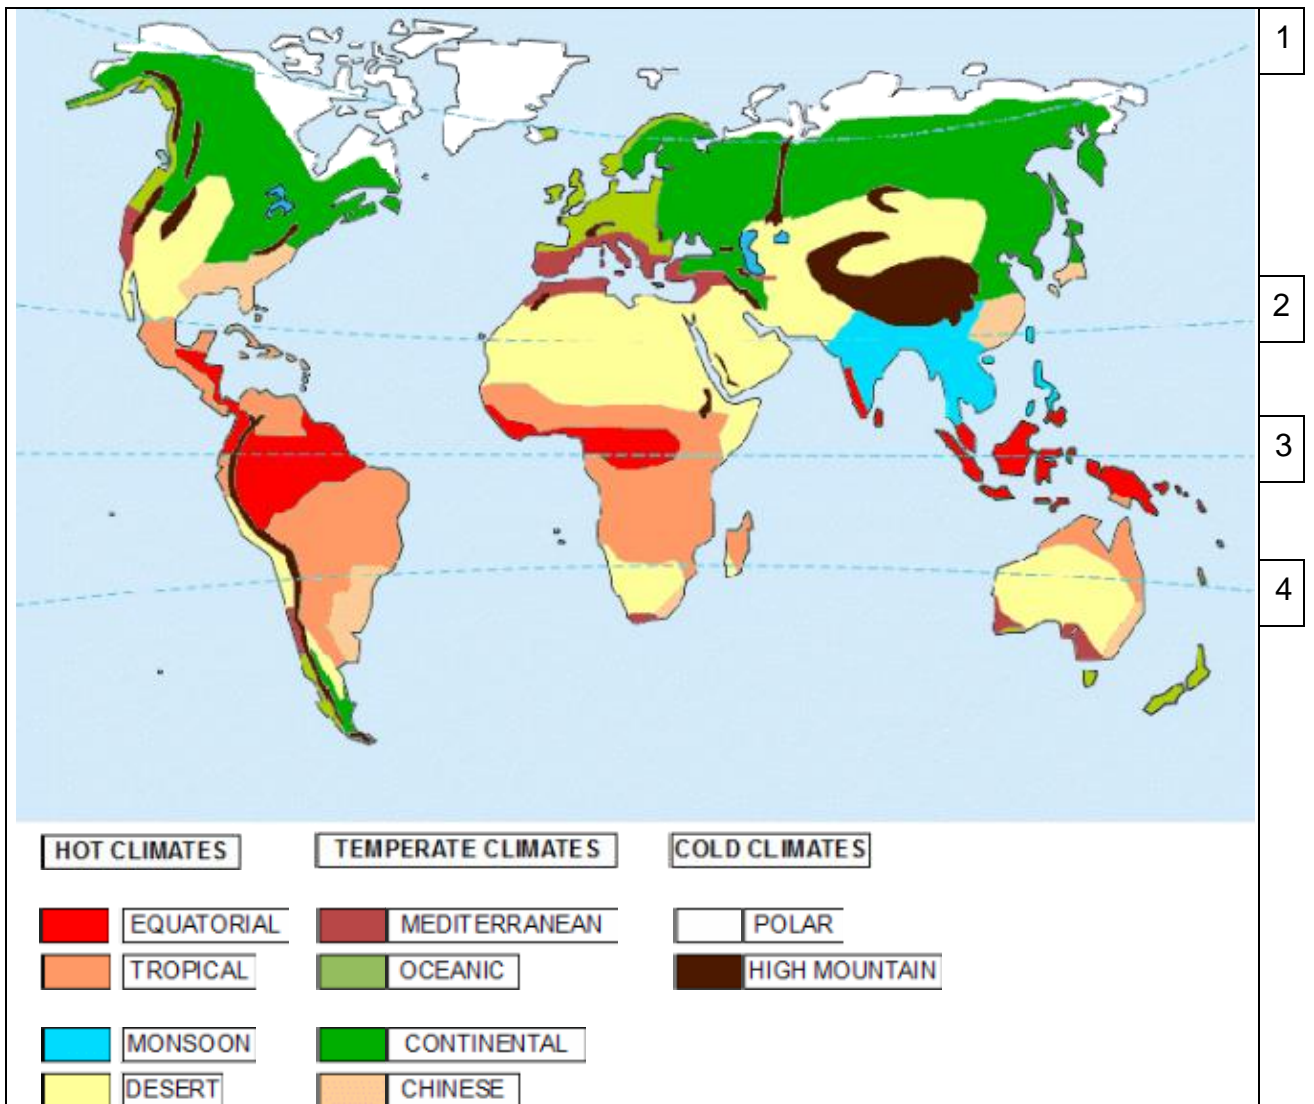 1
2
3
4
HOT CLIMATES TEMPERATE CLIMATES COLD CLIMATES
EQUATORIAL MEDITERRANEAN POLAR
TROPICAL OCEANIC HIGH MOUNTAIN
MONSOON CONTINENTAL
DESERT CHINESE